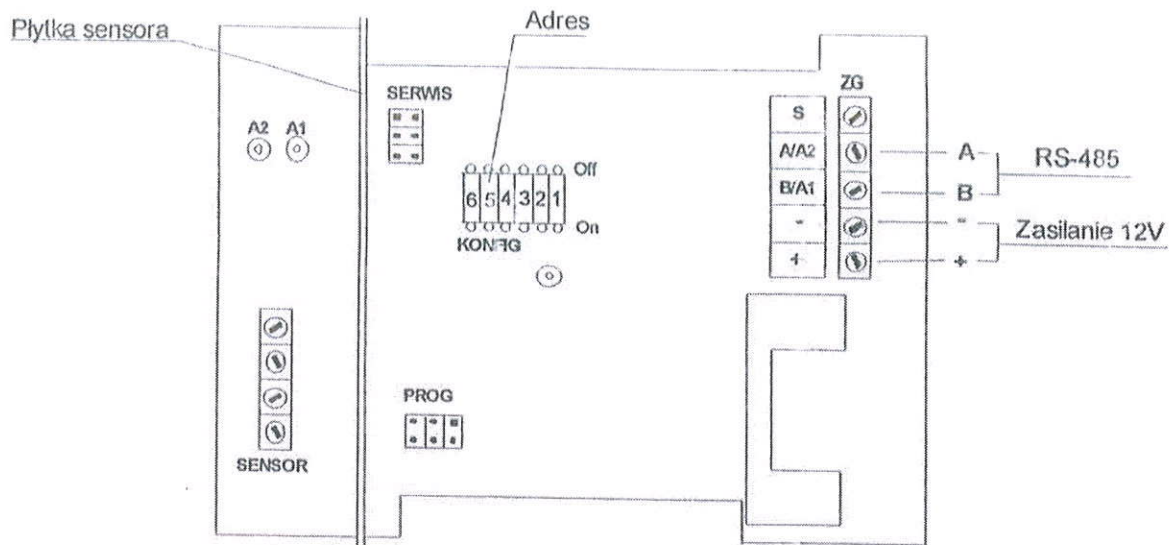 Płytka sensora
Adres
SERWIS
ZG
A2 A1
S
A/A2
B/A1
-
+
A
B
-
+
RS-485
Zasilanie 12V
Off
6 5 4 3 2 1
On
KONFIG
PROG
SENSOR